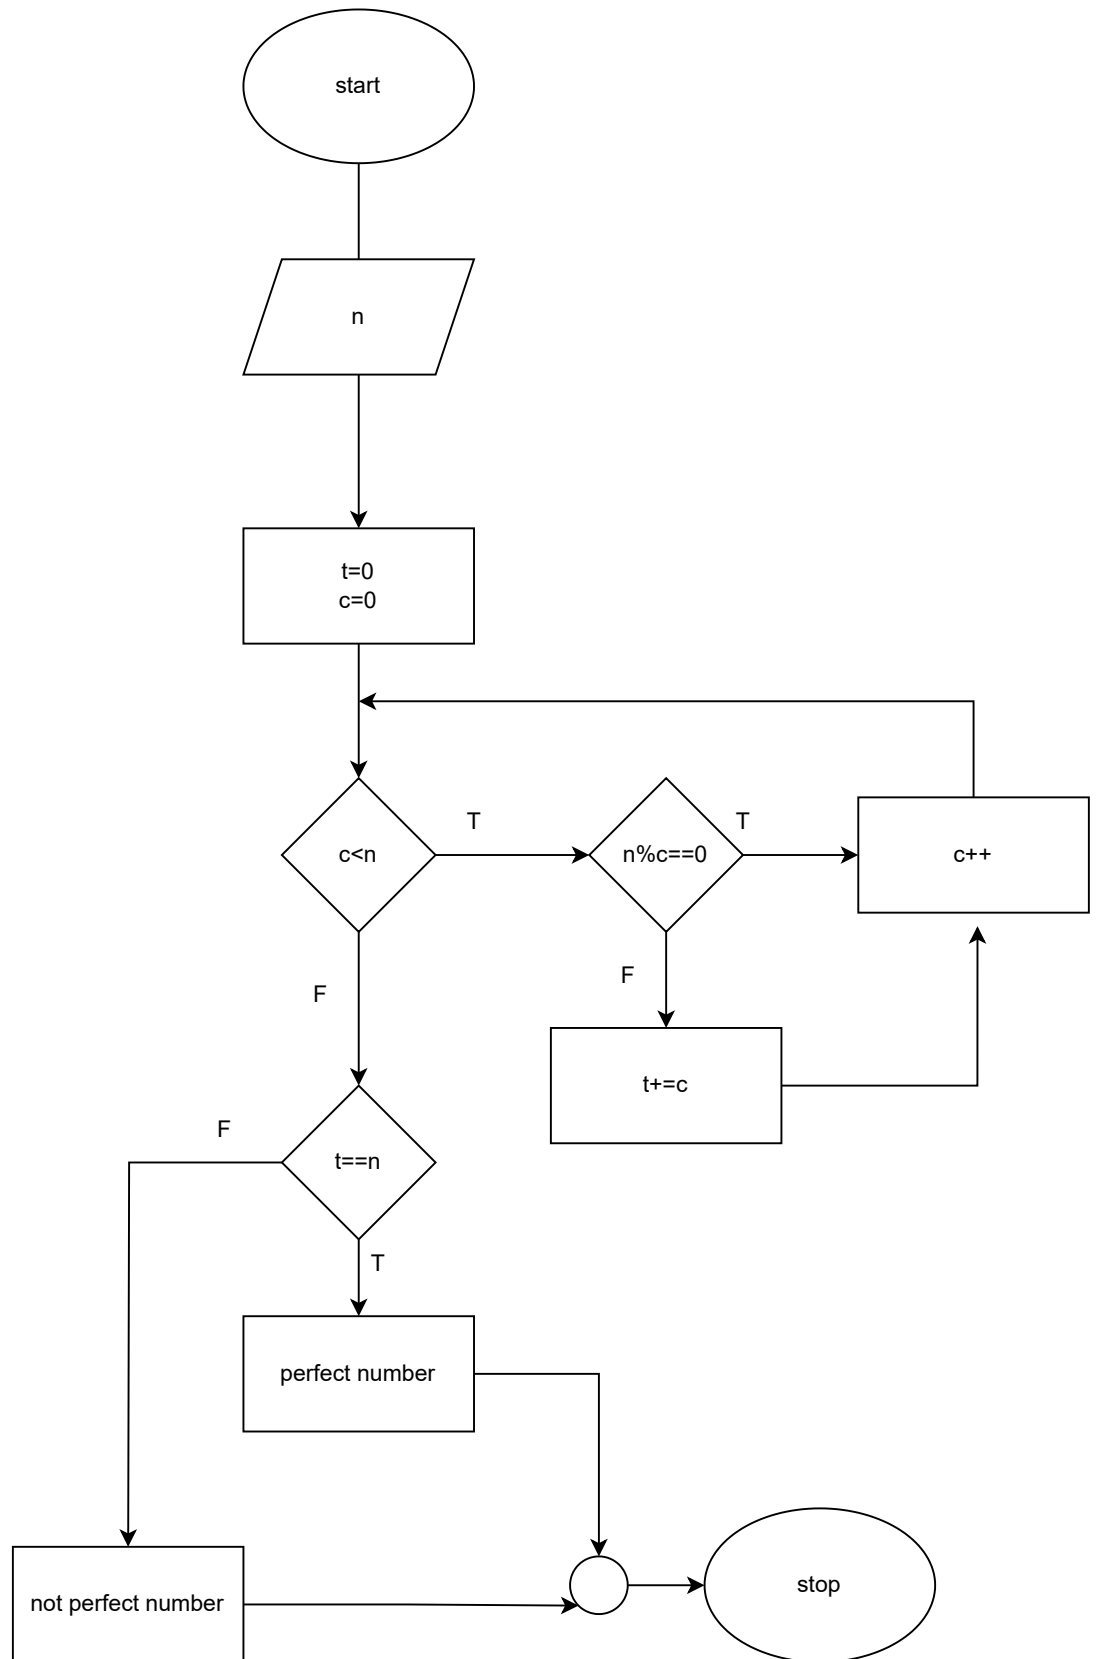 start
n
t=0
c=0
c<n
T
n%c==0
T
c++
F
F
t+=c
F
t==n
T
perfect number
not perfect number
stop